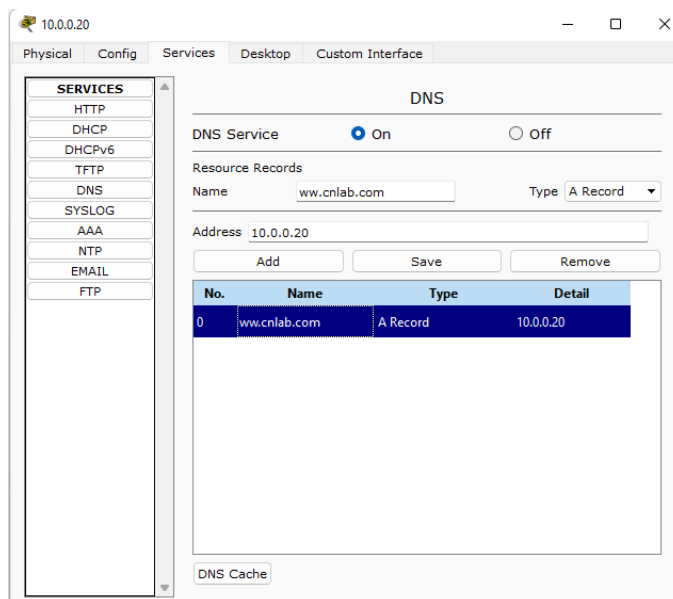 10.0.0.20
Physical Config Services Desktop Custom Interface
SERVICES
HTTP
DHCP
DHCPv6
TFTP
DNS
SYSLOG
AAA
NTP
EMAIL
FTP
DNS
DNS Service On Off
Resource Records
Name ww.cnlab.com Type A Record
Address 10.0.0.20
Add Save Remove
No. Name Type Detail
0 ww.cnlab.com A Record 10.0.0.20
DNS Cache